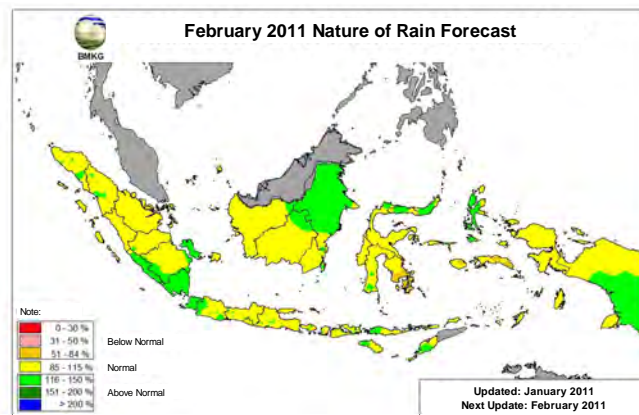 February 2011 Nature of Rain Forecast
BMKG
Note:
0 - 30 %
31 - 50 % Below Normal
51 - 84 %
85 - 115 % Normal
116 - 150 %
151 - 200 % Above Normal
> 200 %
Updated: January 2011
Next Update: February 2011